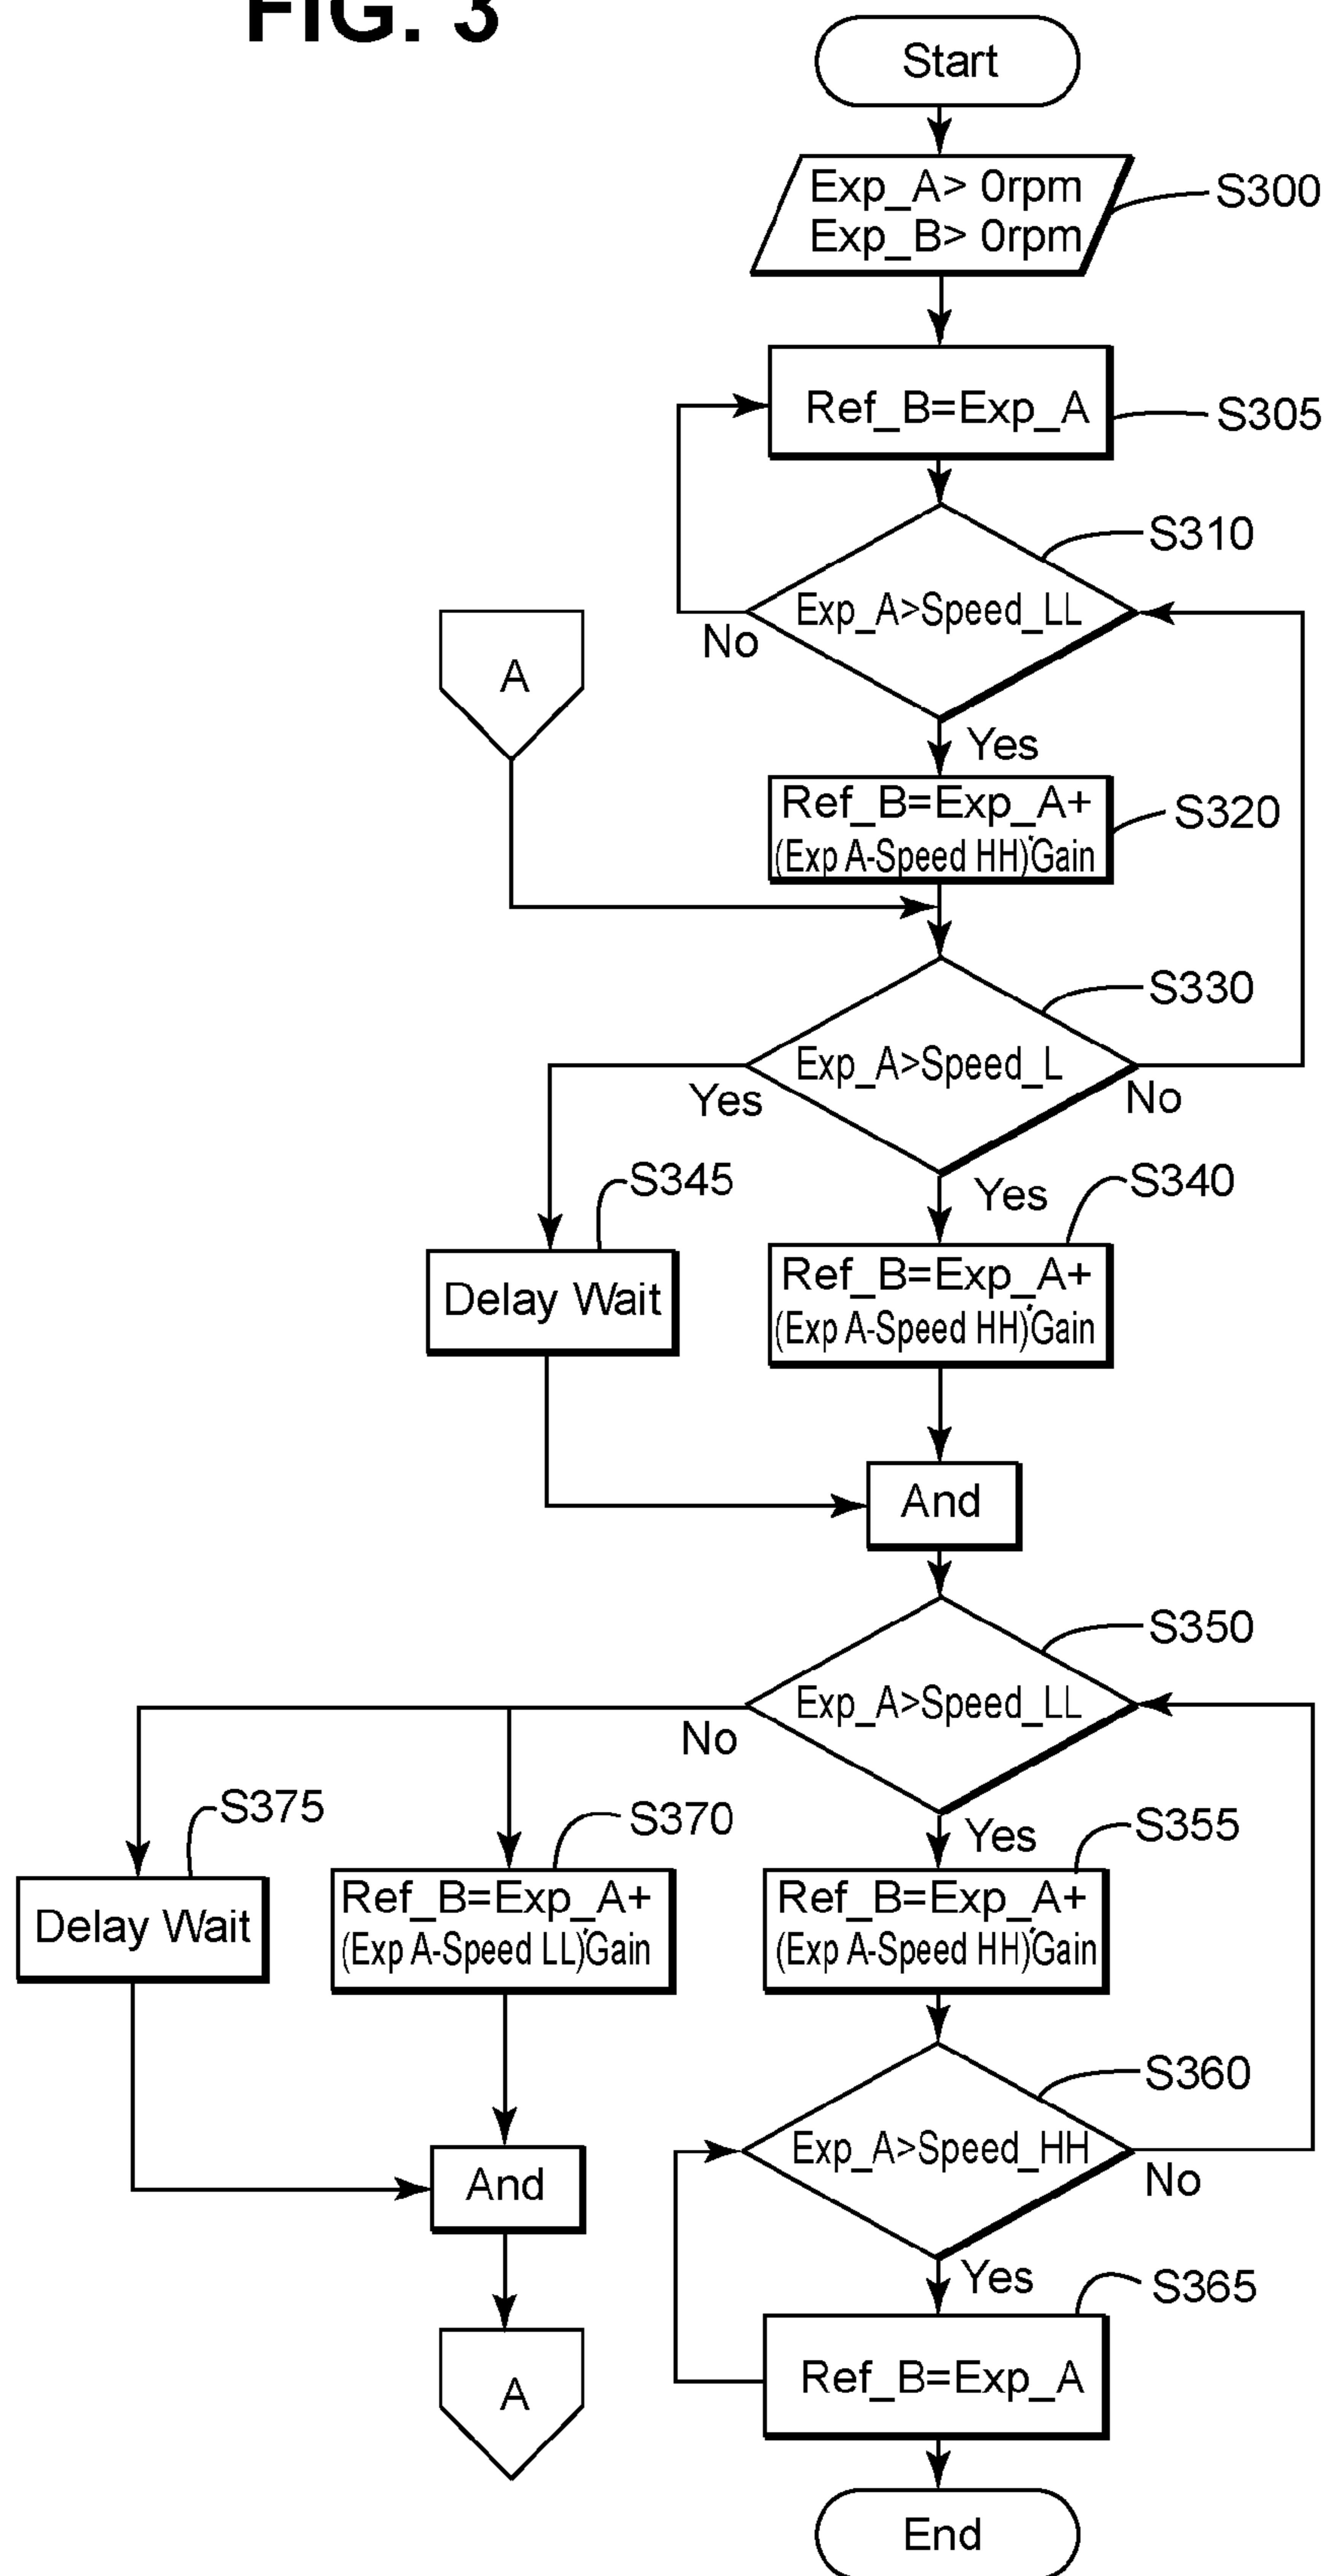 FIG. 3
Start
Exp_A> 0rpm
Exp_B> 0rpm
S300
Ref_B=Exp_A
S305
S310
Exp_A>Speed_LL
No
A
Yes
Ref_B=Exp_A+
(Exp A-Speed HH)*Gain
S320
S330
Exp_A>Speed_L
Yes
No
S345
Yes
S340
Delay Wait
Ref_B=Exp_A+
(Exp A-Speed HH)*Gain
And
S350
Exp_A>Speed_LL
No
S375
S370
Yes
S355
Delay Wait
Ref_B=Exp_A+
(Exp A-Speed LL)*Gain
Ref_B=Exp_A+
(Exp A-Speed HH)*Gain
S360
Exp_A>Speed_HH
And
No
Yes
S365
A
Ref_B=Exp_A
End